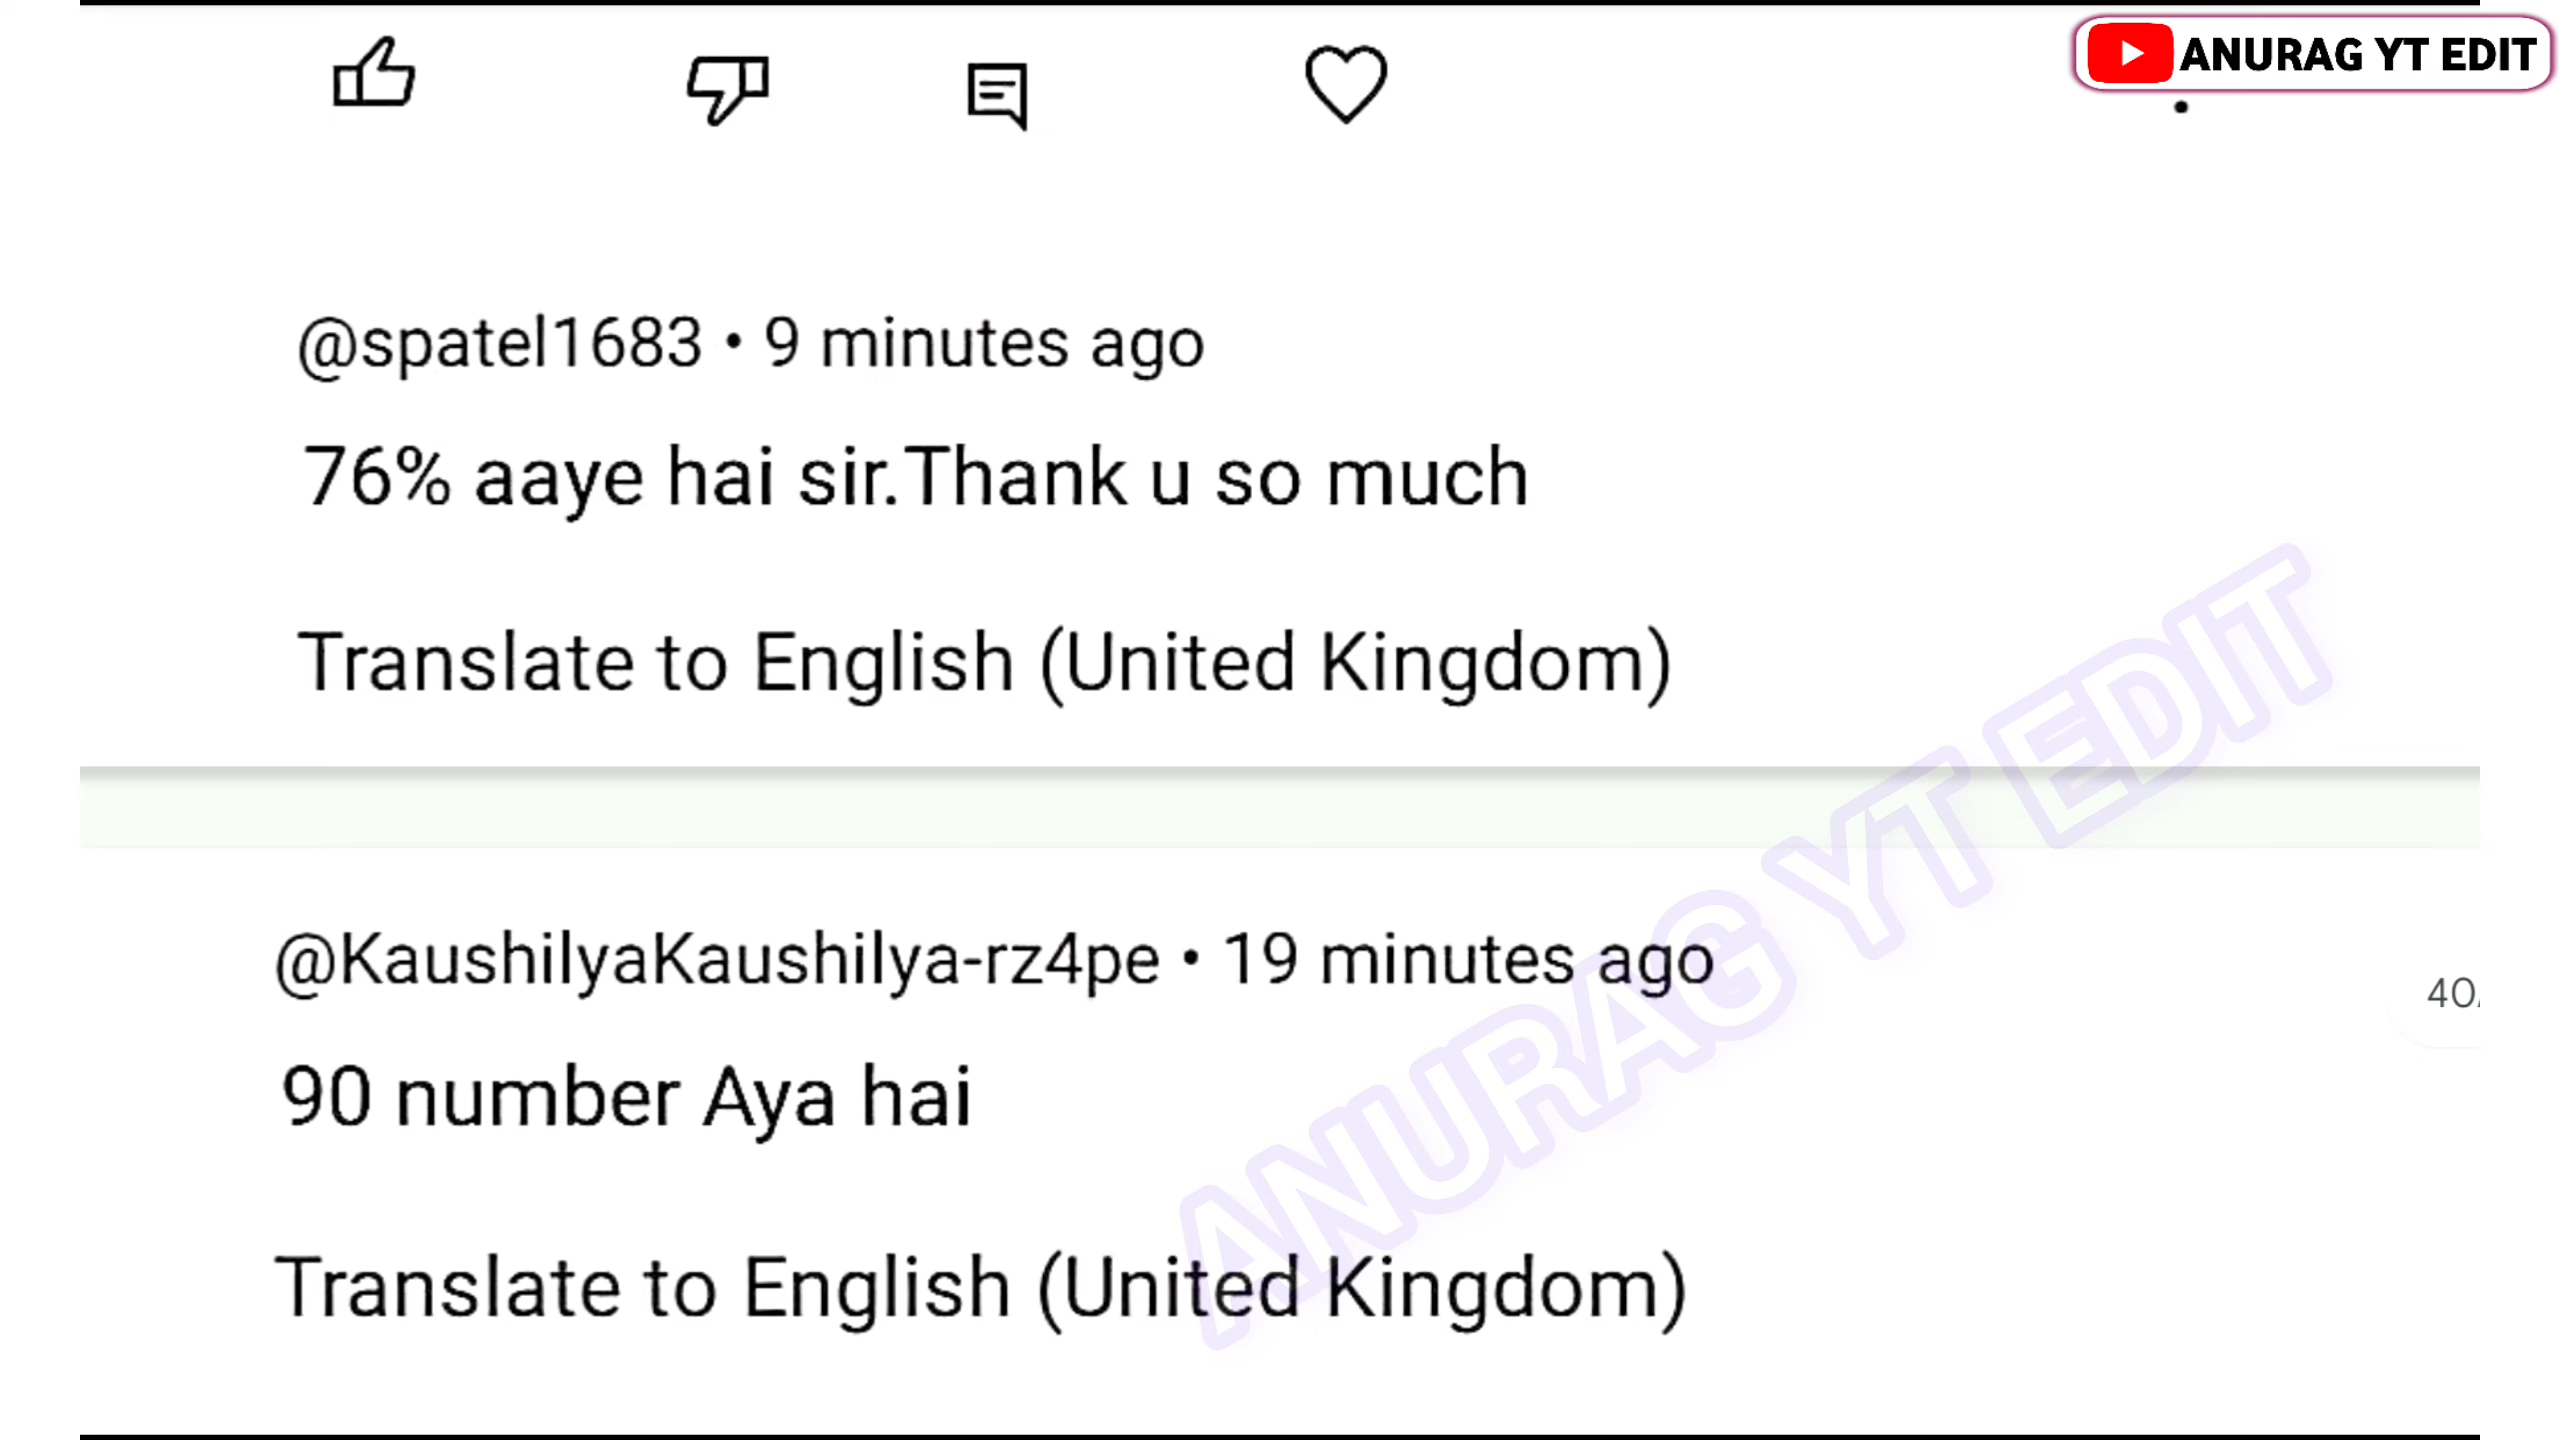 ANURAG YT EDIT
@spatel1683 • 9 minutes ago
76% aaye hai sir.Thank u so much
Translate to English (United Kingdom)
@KaushilyaKaushilya-rz4pe • 19 minutes ago
40
90 number Aya hai
Translate to English (United Kingdom)
ANURAG YT EDIT